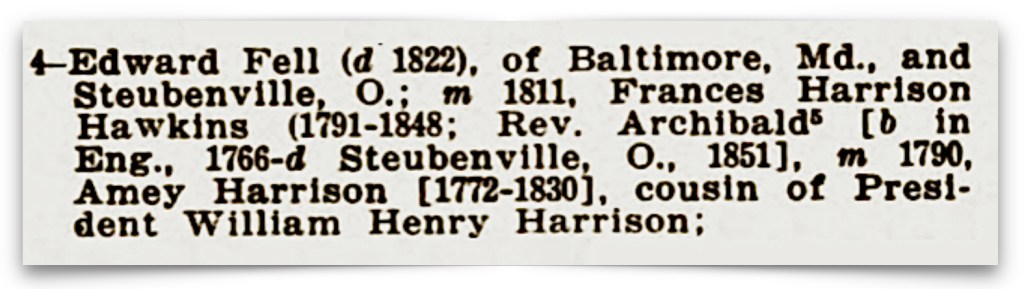 4—Edward Fell (d 1822), of Baltimore, Md., and
Steubenville, O.; m 1811, Frances Harrison
Hawkins (1791-1848; Rev. Archibald⁵ [b in
Eng., 1766-d Steubenville, O., 1851], m 1790,
Amey Harrison [1772-1830], cousin of Presi-
dent William Henry Harrison;